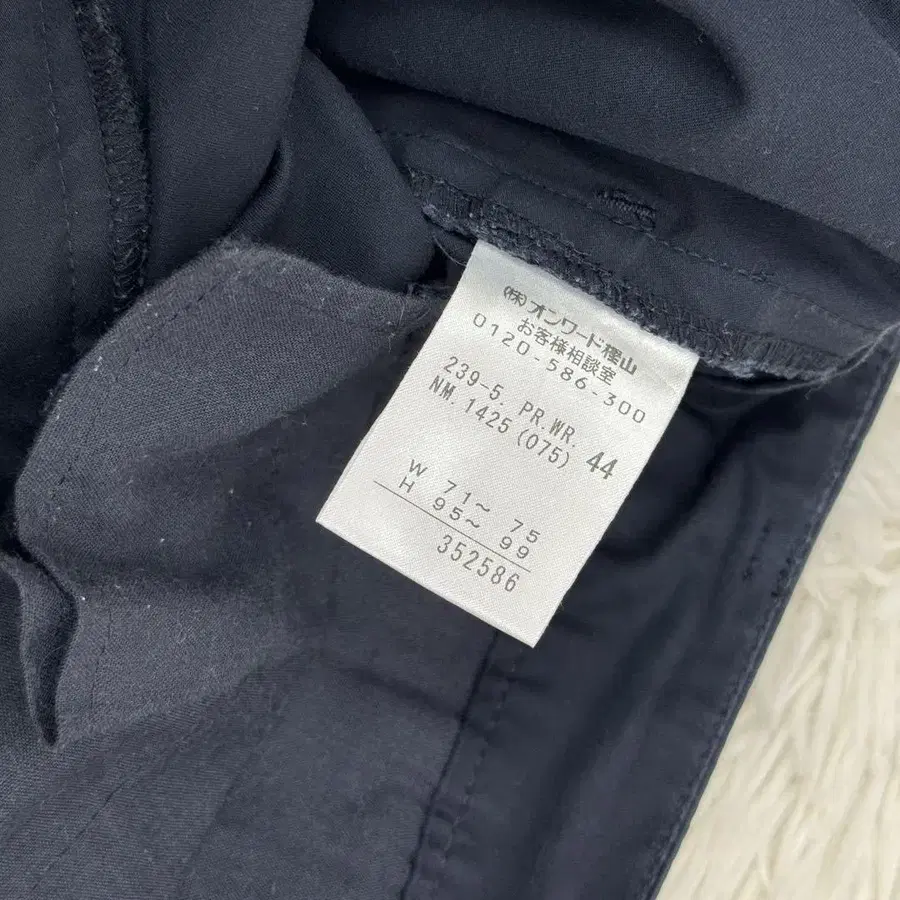 (株)オンワード樫山
お客様相談室
0120-586-300
239-5. PR.WR.
NM.1425(075) 44
W 71~ 75
H 95~ 99
352586